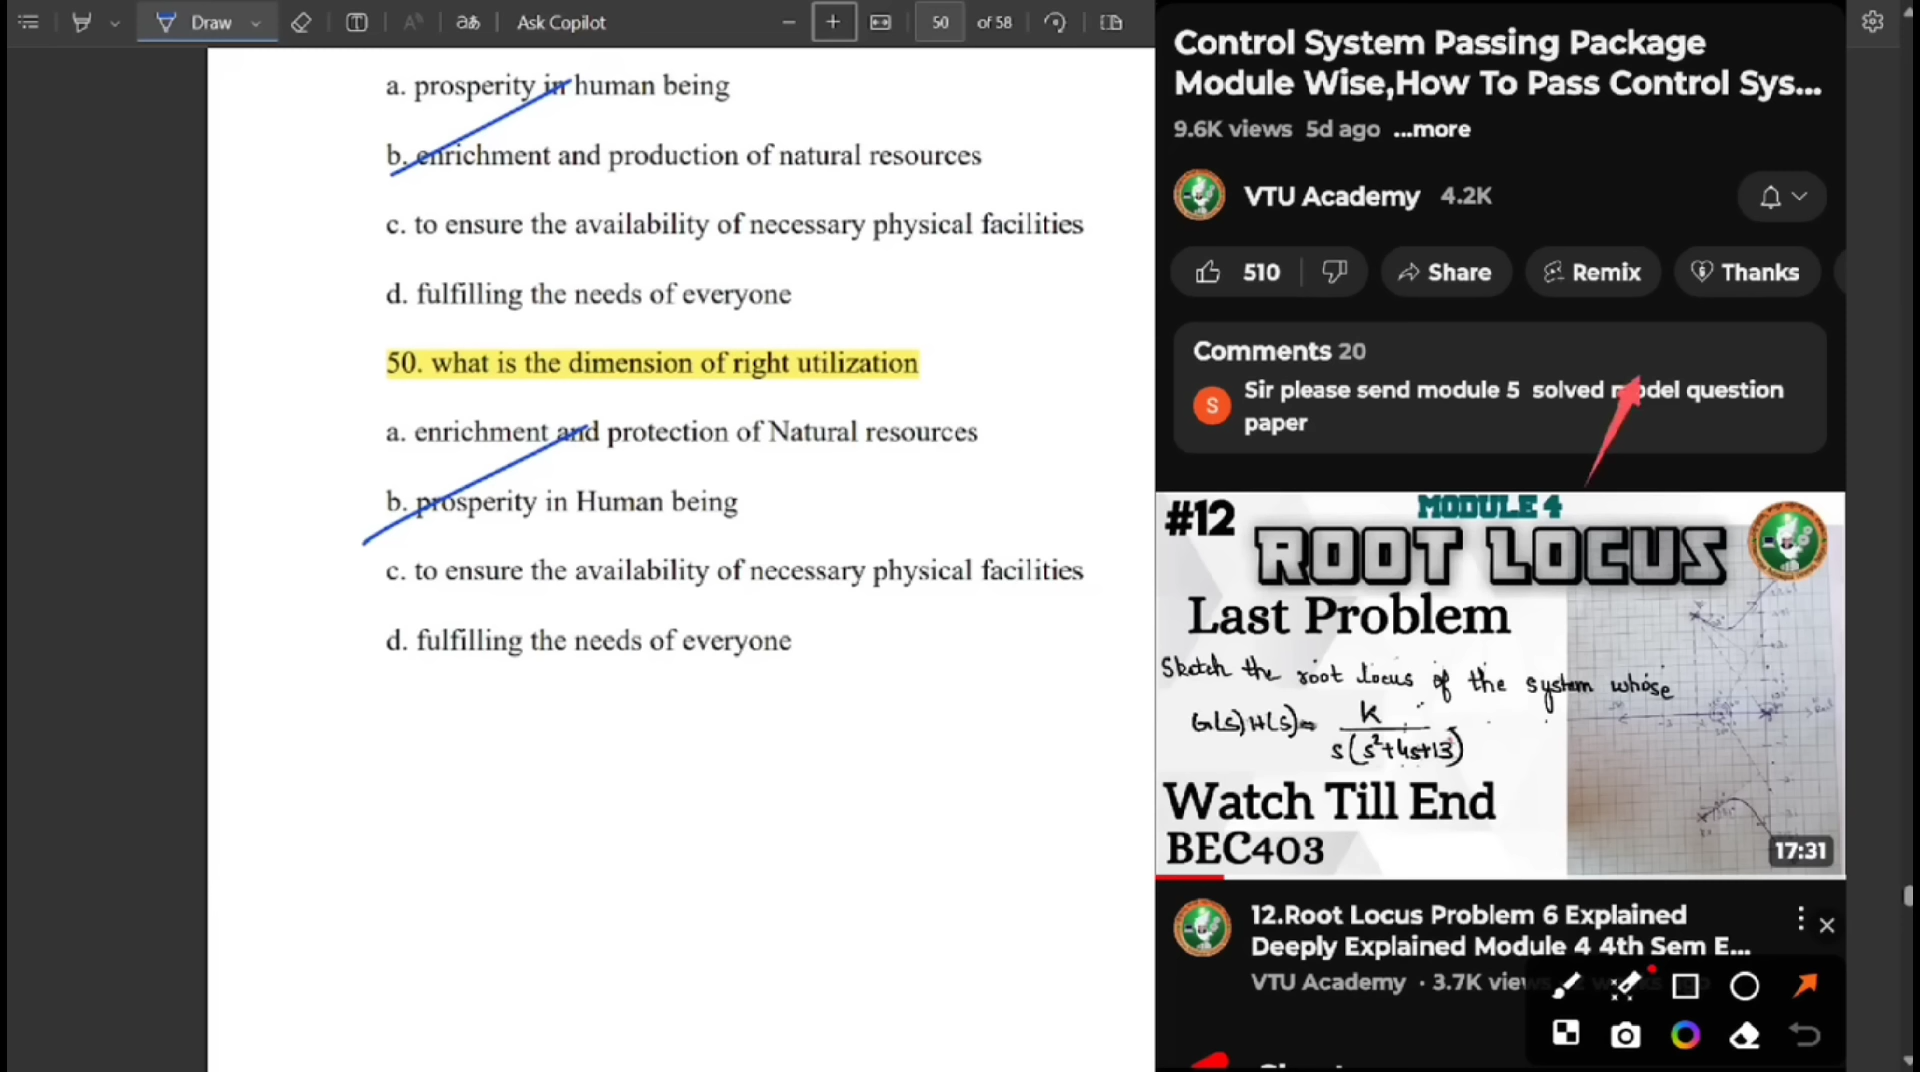 Draw
aあ
Ask Copilot
50
of 58
a. prosperity in human being
b. enrichment and production of natural resources
c. to ensure the availability of necessary physical facilities
d. fulfilling the needs of everyone
50. what is the dimension of right utilization
a. enrichment and protection of Natural resources
b. prosperity in Human being
c. to ensure the availability of necessary physical facilities
d. fulfilling the needs of everyone
Control System Passing Package
Module Wise,How To Pass Control Sys...
9.6K views 5d ago ...more
VTU Academy 4.2K
510
Share
Remix
Thanks
Comments 20
S
Sir please send module 5 solved model question
paper
#12
MODULE 4
ROOT LOCUS
Last Problem
Sketch the root locus of the system whose
G(s)H(s)= K
s(s²+4s+13)
Watch Till End
BEC403
17:31
12.Root Locus Problem 6 Explained
Deeply Explained Module 4 4th Sem E...
VTU Academy · 3.7K